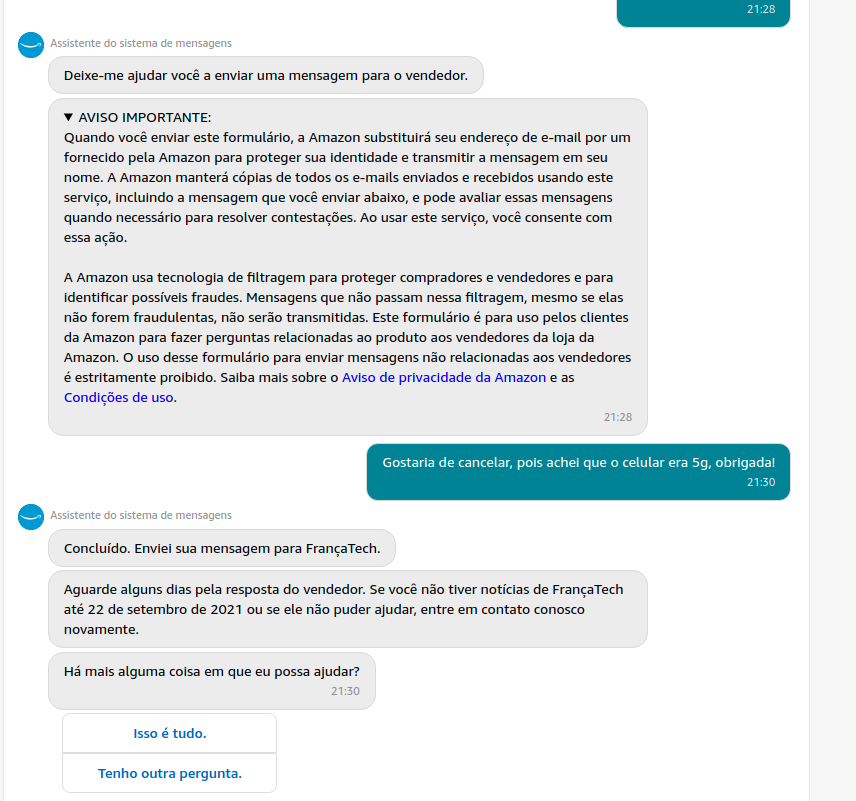 21:28
Assistente do sistema de mensagens
Deixe-me ajudar você a enviar uma mensagem para o vendedor.
▼ AVISO IMPORTANTE:
Quando você enviar este formulário, a Amazon substituirá seu endereço de e-mail por um
fornecido pela Amazon para proteger sua identidade e transmitir a mensagem em seu
nome. A Amazon manterá cópias de todos os e-mails enviados e recebidos usando este
serviço, incluindo a mensagem que você enviar abaixo, e pode avaliar essas mensagens
quando necessário para resolver contestações. Ao usar este serviço, você consente com
essa ação.
A Amazon usa tecnologia de filtragem para proteger compradores e vendedores e para
identificar possíveis fraudes. Mensagens que não passam nessa filtragem, mesmo se elas
não forem fraudulentas, não serão transmitidas. Este formulário é para uso pelos clientes
da Amazon para fazer perguntas relacionadas ao produto aos vendedores da loja da
Amazon. O uso desse formulário para enviar mensagens não relacionadas aos vendedores
é estritamente proibido. Saiba mais sobre o Aviso de privacidade da Amazon e as
Condições de uso.
21:28
Gostaria de cancelar, pois achei que o celular era 5g, obrigada!
21:30
Assistente do sistema de mensagens
Concluído. Enviei sua mensagem para FrançaTech.
Aguarde alguns dias pela resposta do vendedor. Se você não tiver notícias de FrançaTech
até 22 de setembro de 2021 ou se ele não puder ajudar, entre em contato conosco
novamente.
Há mais alguma coisa em que eu possa ajudar?
21:30
Isso é tudo.
Tenho outra pergunta.